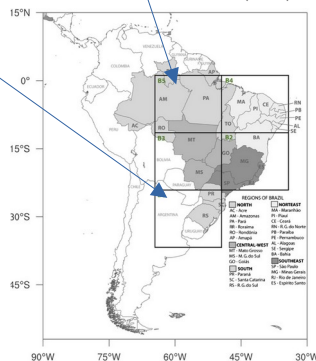 15°N
0°
15°S
30°S
45°S
90°W
75°W
60°W
45°W
30°W
VENEZUELA
COLOMBIA
ECUADOR
PERU
BOLIVIA
PARAGUAY
CHILE
ARGENTINA
URUGUAY
B5
B4
B3
B2
RR
AP
AM
PA
MA
CE
RN
PI
PB
PE
AL
SE
AC
RO
TO
BA
MT
GO
MG
MS
SP
PR
SC
RS
REGIONS OF BRAZIL
NORTH
AC - Acre
AM - Amazonas
PA - Pará
RR - Roraima
RO - Rondônia
AP - Amapá
CENTRAL-WEST
MT - Mato Grosso
MS - M.G. do Sul
GO - Goiás
SOUTH
PR - Paraná
SC - Santa Catarina
RS - R.G. do Sul
NORTHEAST
MA - Maranhão
PI - Piauí
CE - Ceará
RN - R.G. do Norte
PB - Paraíba
PE - Pernambuco
AL - Alagoas
SE - Sergipe
BA - Bahia
SOUTHEAST
SP - São Paulo
MG - Minas Gerais
RJ - Rio de Janeiro
ES - Espírito Santo